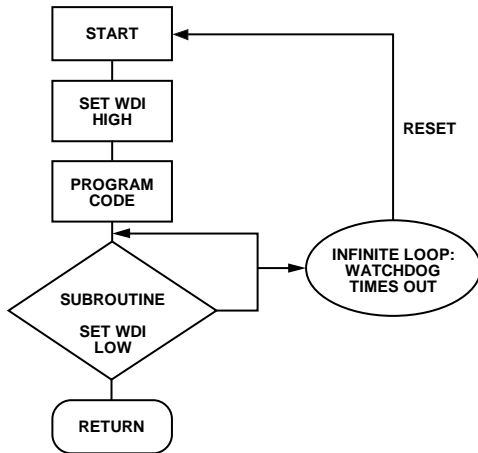 START
SET WDI
HIGH
RESET
PROGRAM
CODE
INFINITE LOOP:
WATCHDOG
TIMES OUT
SUBROUTINE
SET WDI
LOW
RETURN